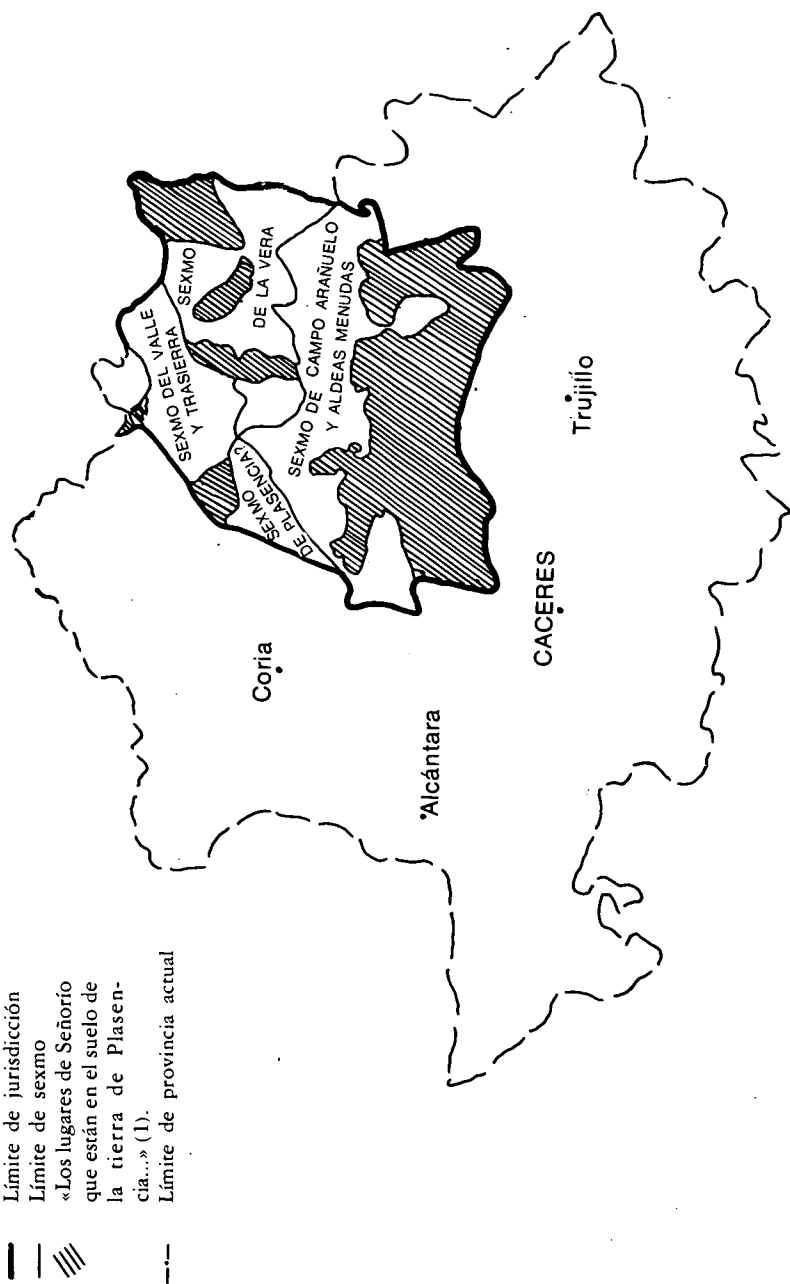 Límite de jurisdicción
Límite de sexmo
«Los lugares de Señorío
que están en el suelo de
la tierra de Plasen-
cia...» (1).
Límite de provincia actual
SEXMO DEL VALLE
Y TRASIERRA
SEXMO
DE LA VERA
SEXMO
DE PLASENCIA?
SEXMO DE CAMPO ARAÑUELO
Y ALDEAS MENUDAS
Coria
Alcántara
CACERES
Trujillo